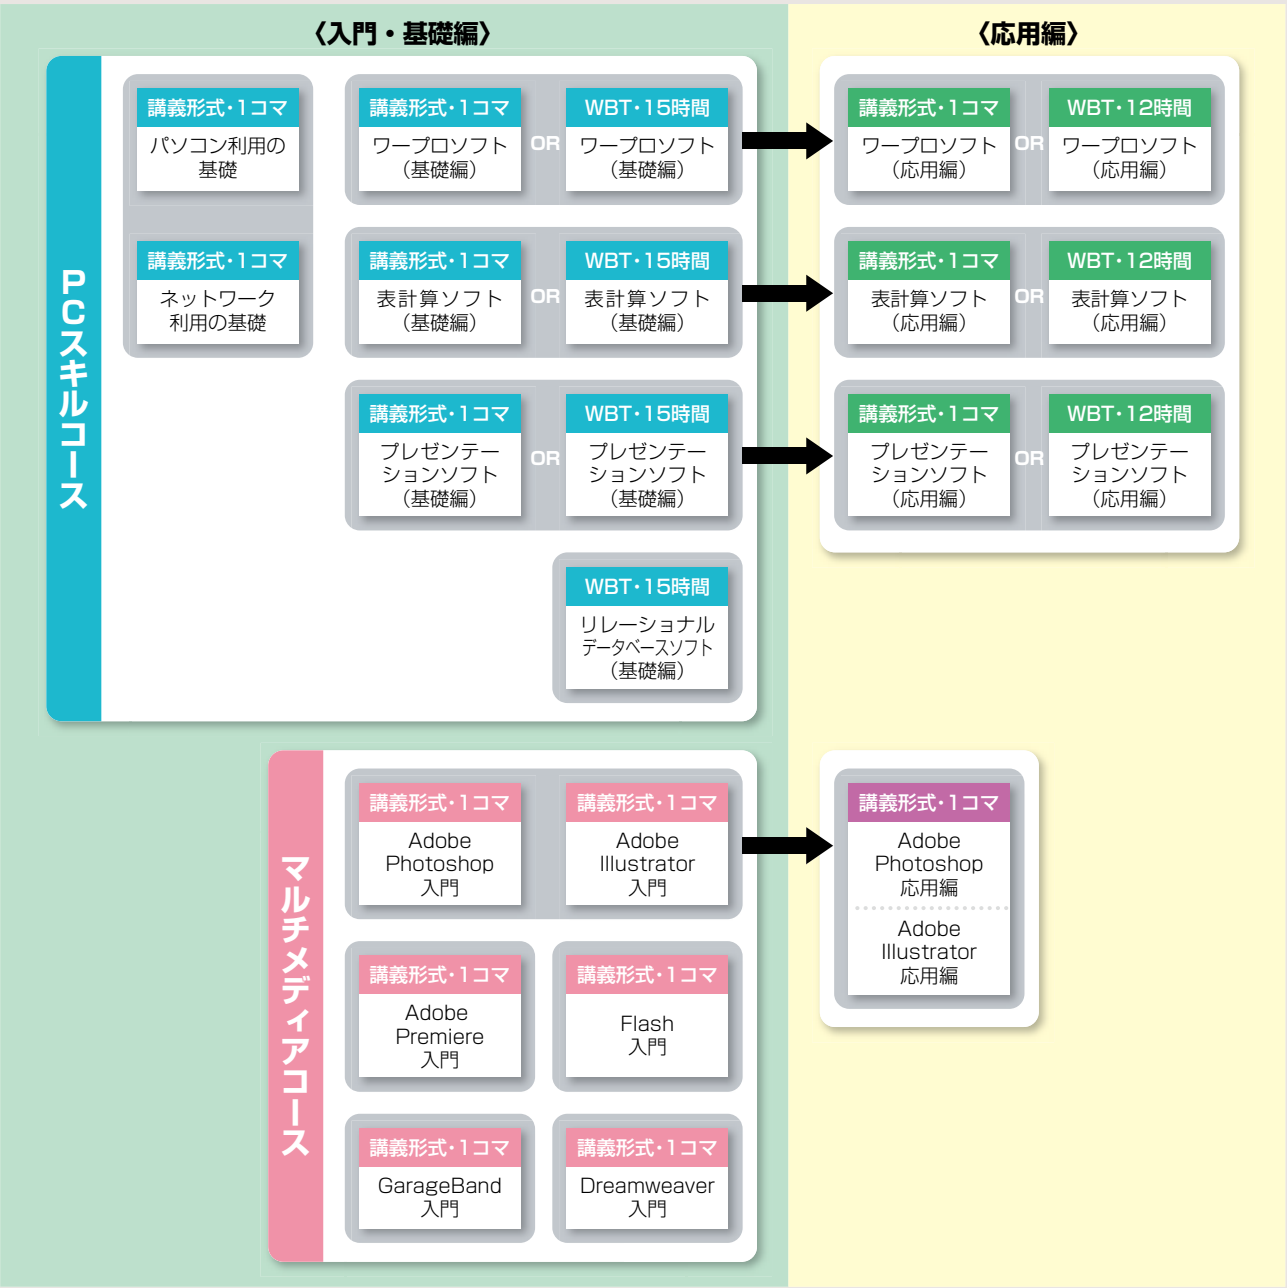 〈入門・基礎編〉
〈応用編〉
PCスキルコース
講義形式・1コマ
パソコン利用の
基礎
講義形式・1コマ
ワープロソフト
（基礎編）
OR
WBT・15時間
ワープロソフト
（基礎編）
講義形式・1コマ
ワープロソフト
（応用編）
OR
WBT・12時間
ワープロソフト
（応用編）
講義形式・1コマ
ネットワーク
利用の基礎
講義形式・1コマ
表計算ソフト
（基礎編）
OR
WBT・15時間
表計算ソフト
（基礎編）
講義形式・1コマ
表計算ソフト
（応用編）
OR
WBT・12時間
表計算ソフト
（応用編）
講義形式・1コマ
プレゼンテー
ションソフト
（基礎編）
OR
WBT・15時間
プレゼンテー
ションソフト
（基礎編）
講義形式・1コマ
プレゼンテー
ションソフト
（応用編）
OR
WBT・12時間
プレゼンテー
ションソフト
（応用編）
WBT・15時間
リレーショナル
データベースソフト
（基礎編）
マルチメディアコース
講義形式・1コマ
Adobe
Photoshop
入門
講義形式・1コマ
Adobe
Illustrator
入門
講義形式・1コマ
Adobe
Photoshop
応用編
Adobe
Illustrator
応用編
講義形式・1コマ
Adobe
Premiere
入門
講義形式・1コマ
Flash
入門
講義形式・1コマ
GarageBand
入門
講義形式・1コマ
Dreamweaver
入門